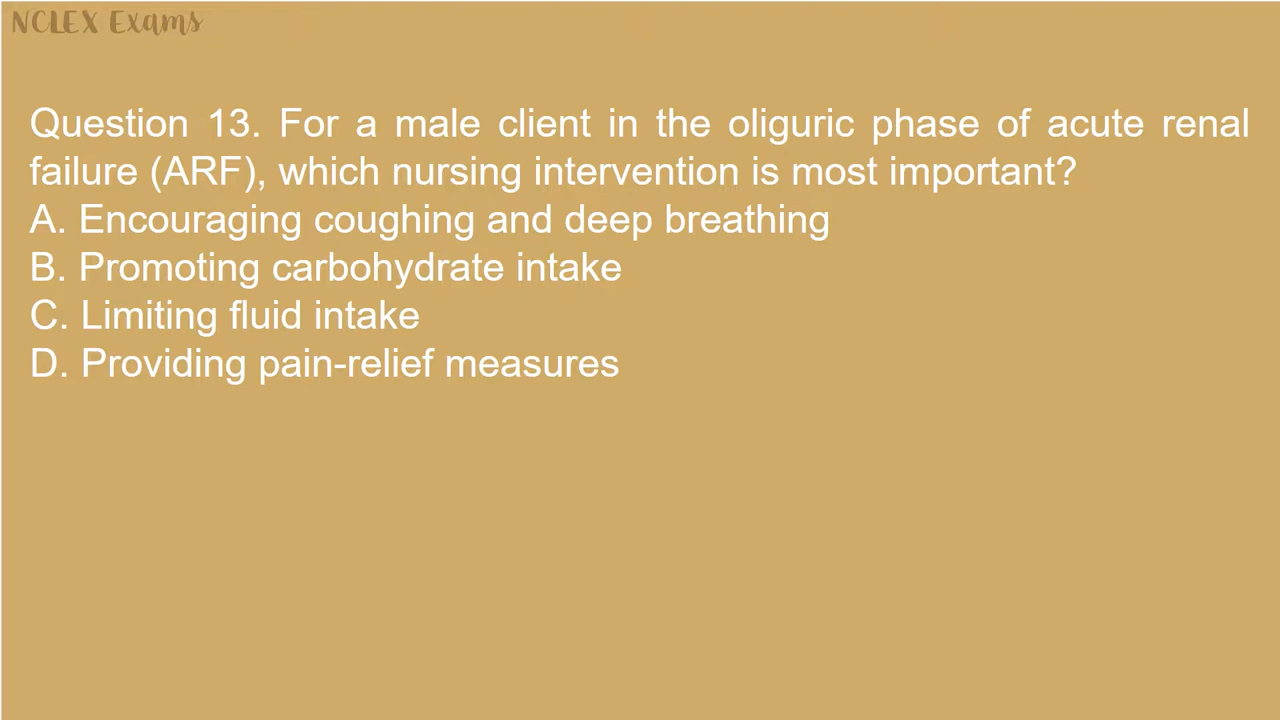 NCLEX Exams
Question 13. For a male client in the oliguric phase of acute renal
failure (ARF), which nursing intervention is most important?
A. Encouraging coughing and deep breathing
B. Promoting carbohydrate intake
C. Limiting fluid intake
D. Providing pain-relief measures